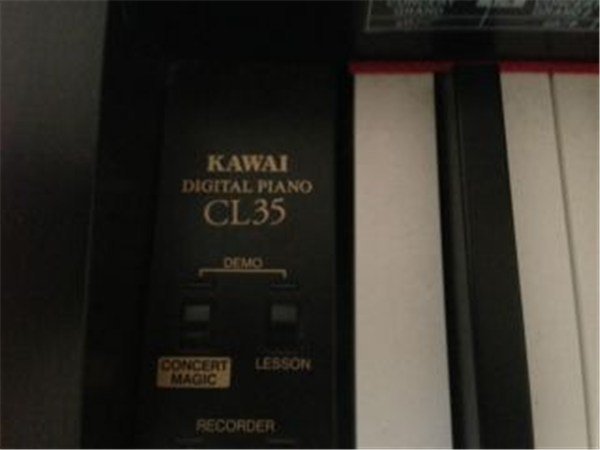 KAWAI
DIGITAL PIANO
CL35
DEMO
CONCERT
MAGIC
LESSON
RECORDER